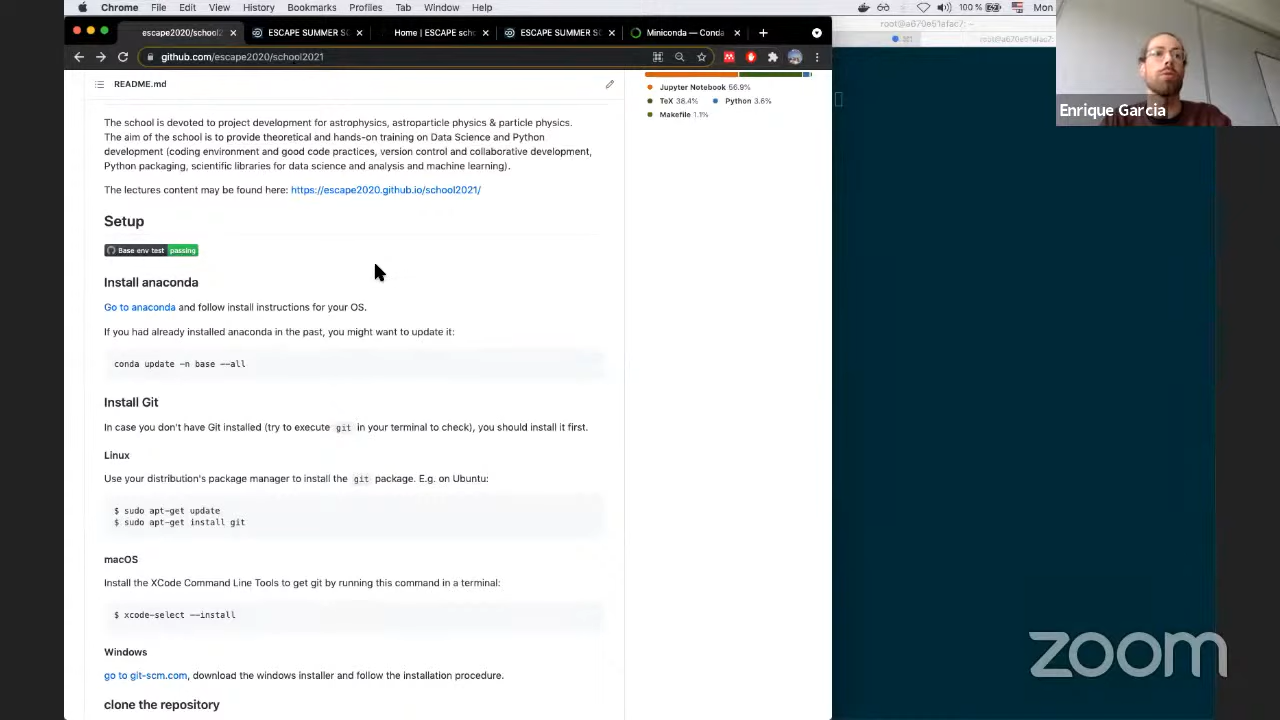 Chrome File Edit View History Bookmarks Profiles Tab Window Help 100 % Mon
root@a670e51afac7: ~
escape2020/school ESCAPE SUMMER SC Home | ESCAPE sch ESCAPE SUMMER SC Miniconda — Conda
root@a670e51afac7:
github.com/escape2020/school2021
README.md
Jupyter Notebook 56.9%
TeX 38.4% Python 3.6%
Makefile 1.1%
Enrique Garcia
The school is devoted to project development for astrophysics, astroparticle physics & particle physics.
The aim of the school is to provide theoretical and hands-on training on Data Science and Python
development (coding environment and good code practices, version control and collaborative development,
Python packaging, scientific libraries for data science and analysis and machine learning).
The lectures content may be found here: https://escape2020.github.io/school2021/
Setup
Base env test passing
Install anaconda
Go to anaconda and follow install instructions for your OS.
If you had already installed anaconda in the past, you might want to update it:
conda update -n base --all
Install Git
In case you don't have Git installed (try to execute git in your terminal to check), you should install it first.
Linux
Use your distribution's package manager to install the git package. E.g. on Ubuntu:
$ sudo apt-get update
$ sudo apt-get install git
macOS
Install the XCode Command Line Tools to get git by running this command in a terminal:
$ xcode-select --install
Windows
go to git-scm.com, download the windows installer and follow the installation procedure.
clone the repository
zoom